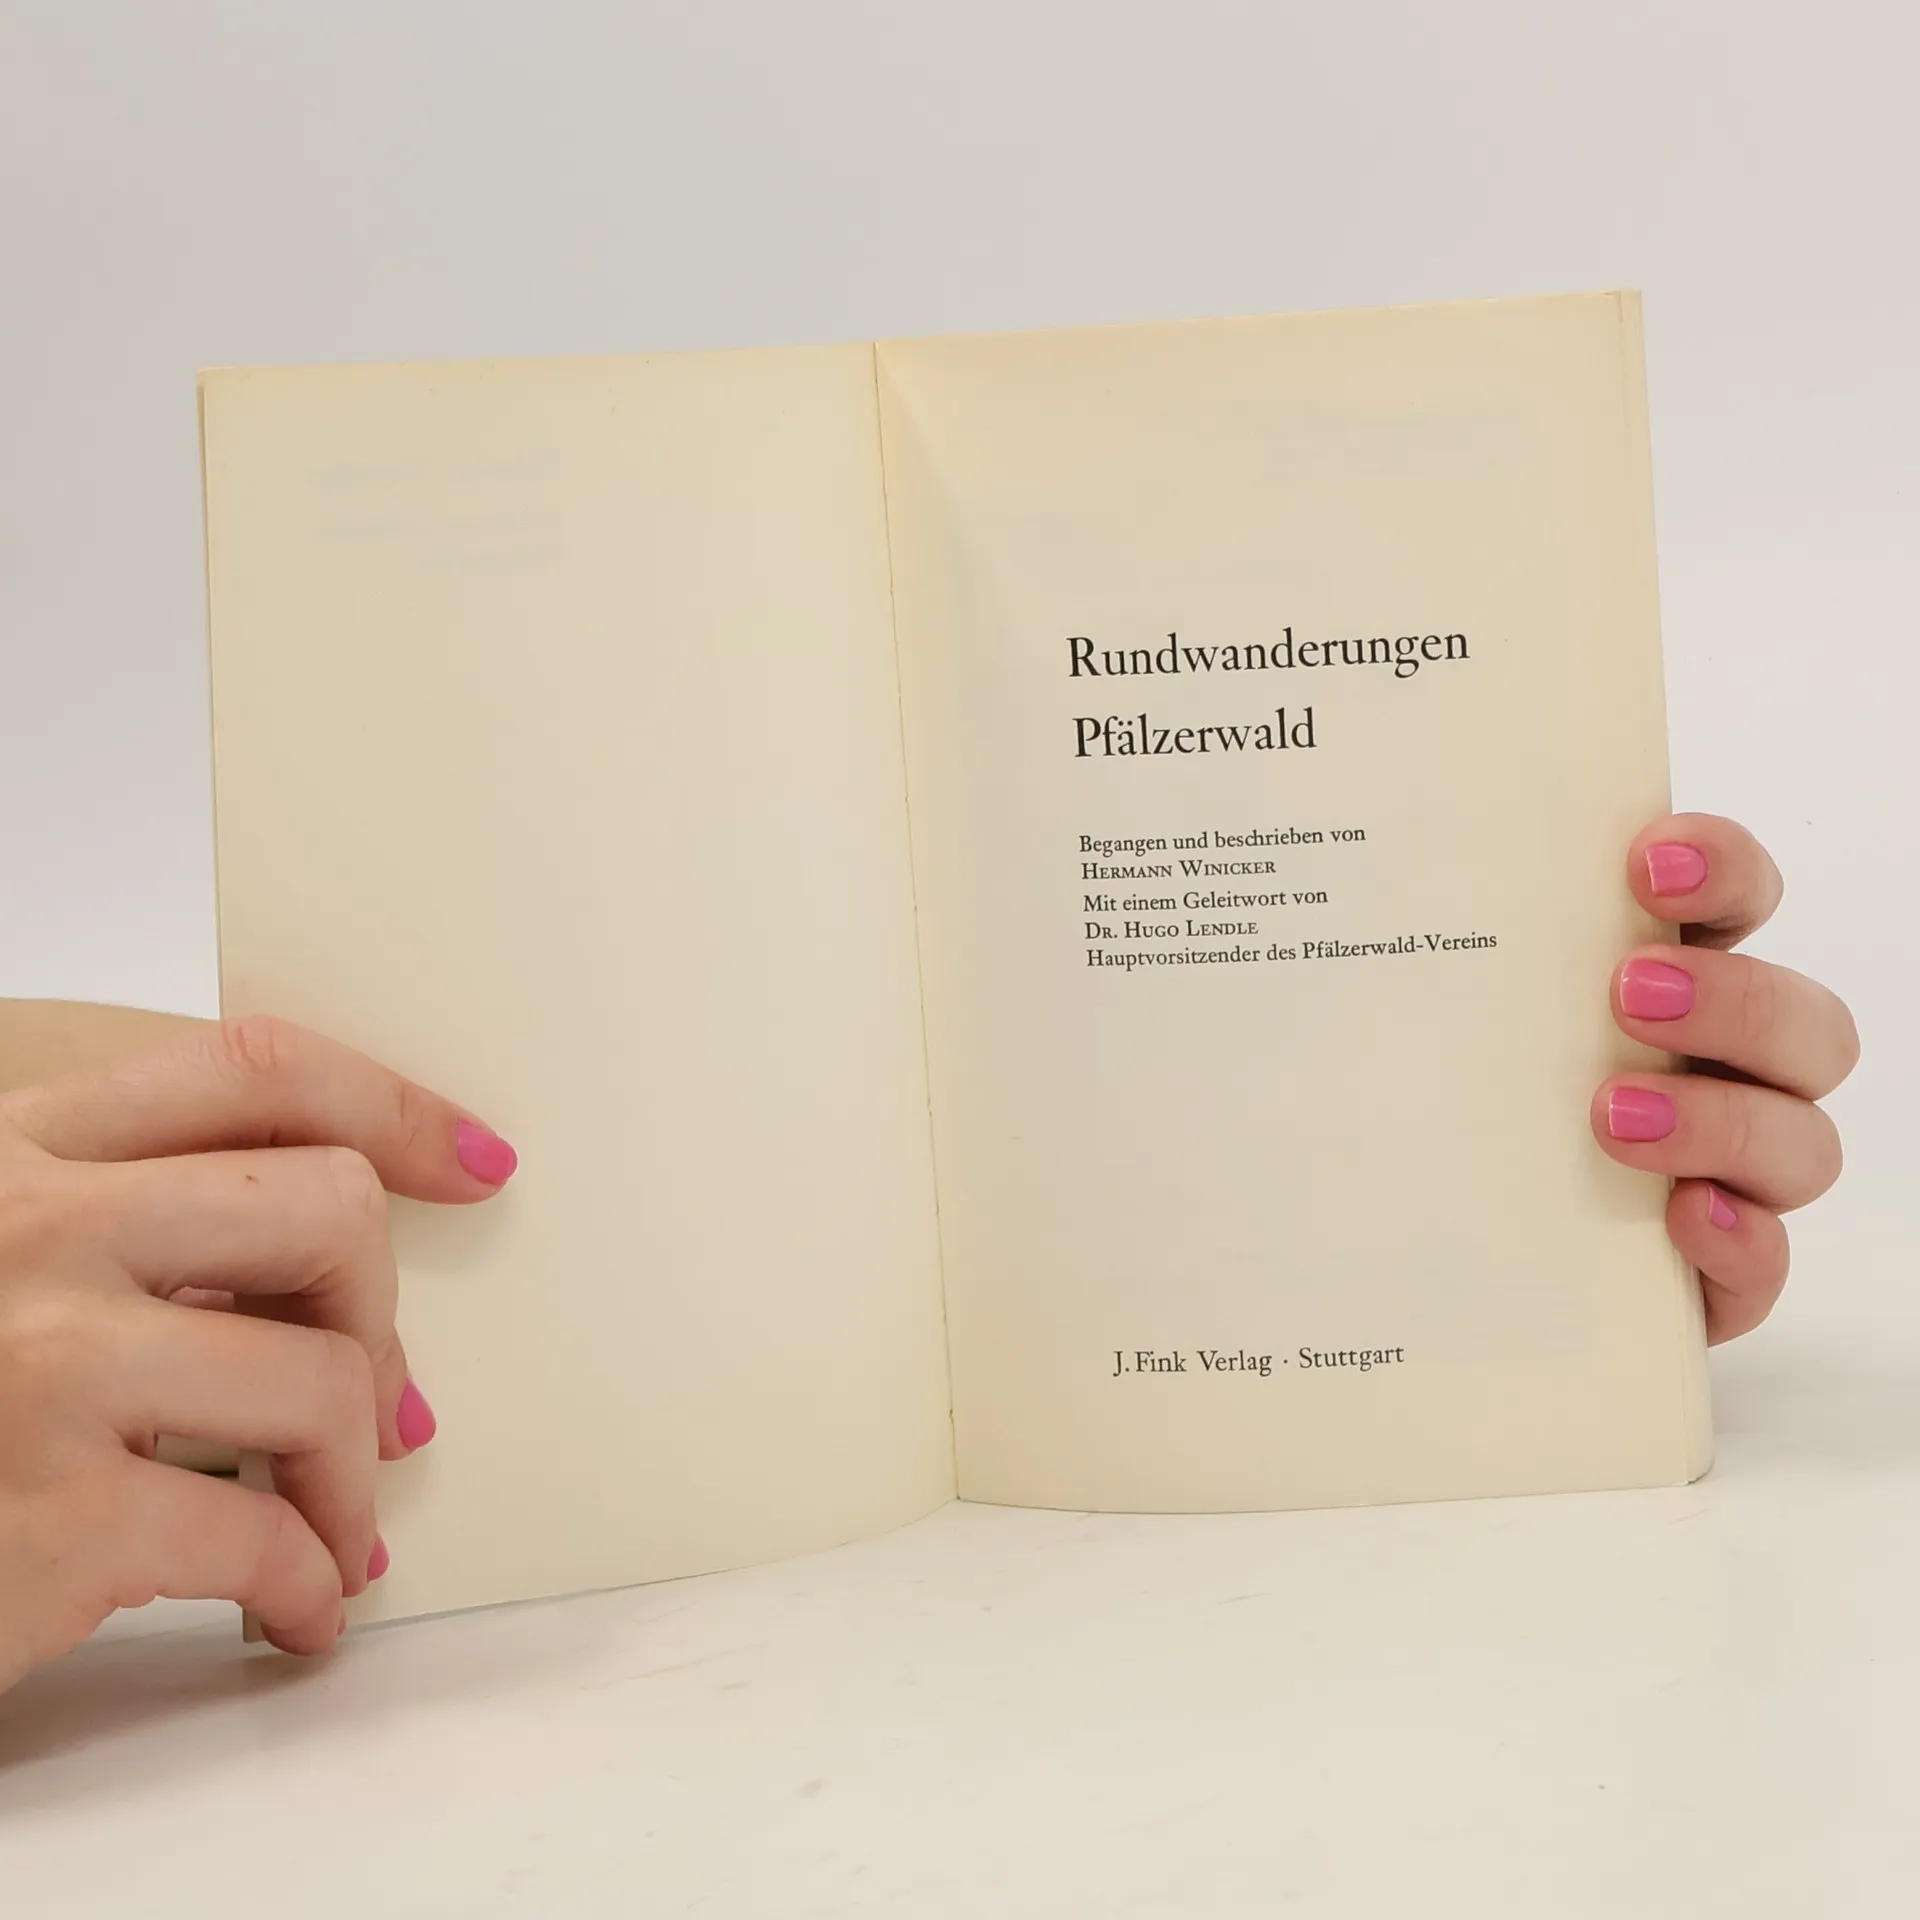 Rundwanderungen
Pfälzerwald
Begangen und beschrieben von
HERMANN WINICKER
Mit einem Geleitwort von
DR. HUGO LENDLE
Hauptvorsitzender des Pfälzerwald-Vereins
J. Fink Verlag · Stuttgart